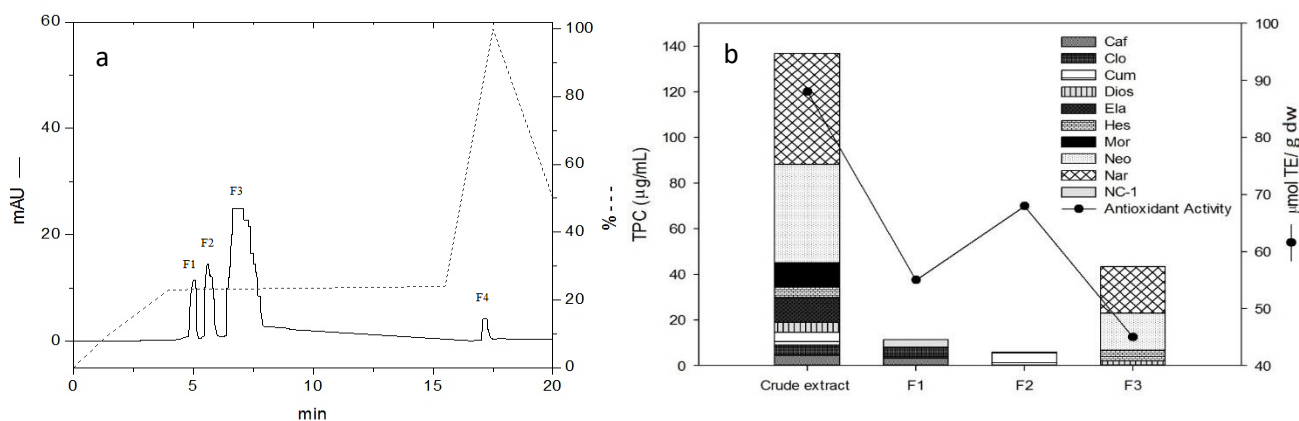 a
60
40
20
0
mAU —
0
5
10
15
20
min
100
80
60
40
20
0
% - - -
F1
F2
F3
F4
b
140
120
100
80
60
40
20
0
TPC (µg/mL)
Crude extract
F1
F2
F3
100
90
80
70
60
50
40
µmol TE/ g dw
Caf
Clo
Cum
Dios
Ela
Hes
Mor
Neo
Nar
NC-1
Antioxidant Activity